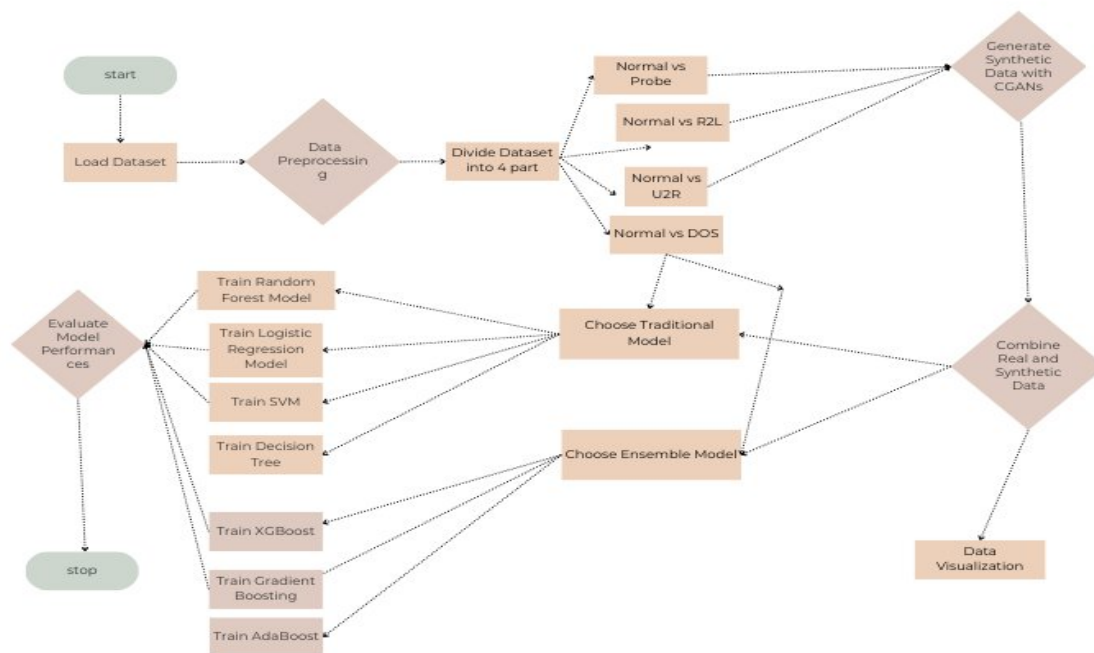 start
Load Dataset
Data
Preprocessin
g
Divide Dataset
into 4 part
Normal vs
Probe
Normal vs R2L
Normal vs
U2R
Normal vs DOS
Generate
Synthetic
Data with
CGANs
Combine
Real and
Synthetic
Data
Data
Visualization
Choose Traditional
Model
Choose Ensemble Model
Train Random
Forest Model
Train Logistic
Regression
Model
Train SVM
Train Decision
Tree
Train XGBoost
Train Gradient
Boosting
Train AdaBoost
Evaluate
Model
Performan
ces
stop